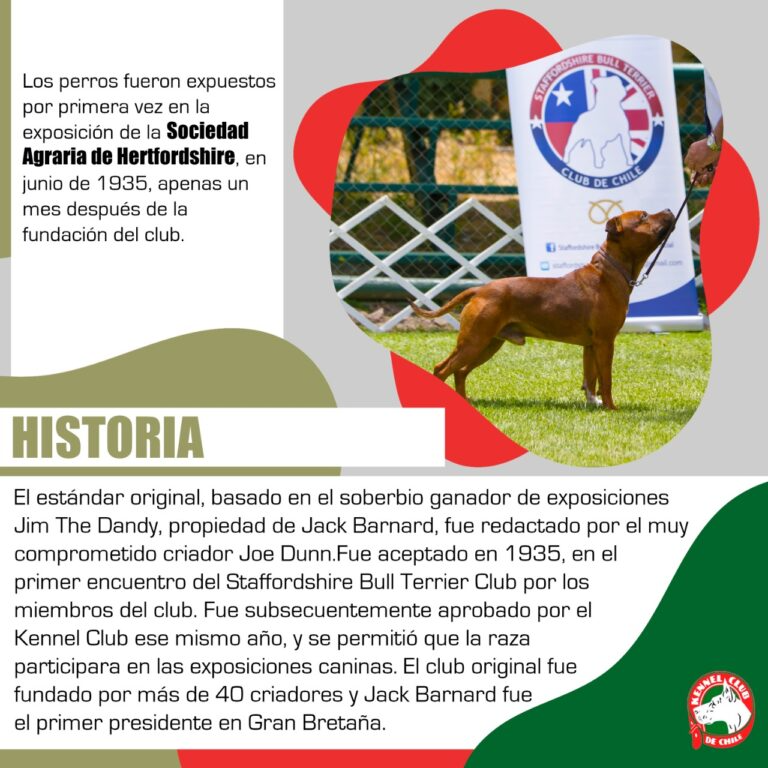 Los perros fueron expuestos
por primera vez en la
exposición de la Sociedad
Agraria de Hertfordshire, en
junio de 1935, apenas un
mes después de la
fundación del club.
STAFFORDSHIRE BULL TERRIER
CLUB DE CHILE
Staffordshire
HISTORIA
El estándar original, basado en el soberbio ganador de exposiciones
Jim The Dandy, propiedad de Jack Barnard, fue redactado por el muy
comprometido criador Joe Dunn.Fue aceptado en 1935, en el
primer encuentro del Staffordshire Bull Terrier Club por los
miembros del club. Fue subsecuentemente aprobado por el
Kennel Club ese mismo año, y se permitió que la raza
participara en las exposiciones caninas. El club original fue
fundado por más de 40 criadores y Jack Barnard fue
el primer presidente en Gran Bretaña.
KENNEL CLUB
DE CHILE